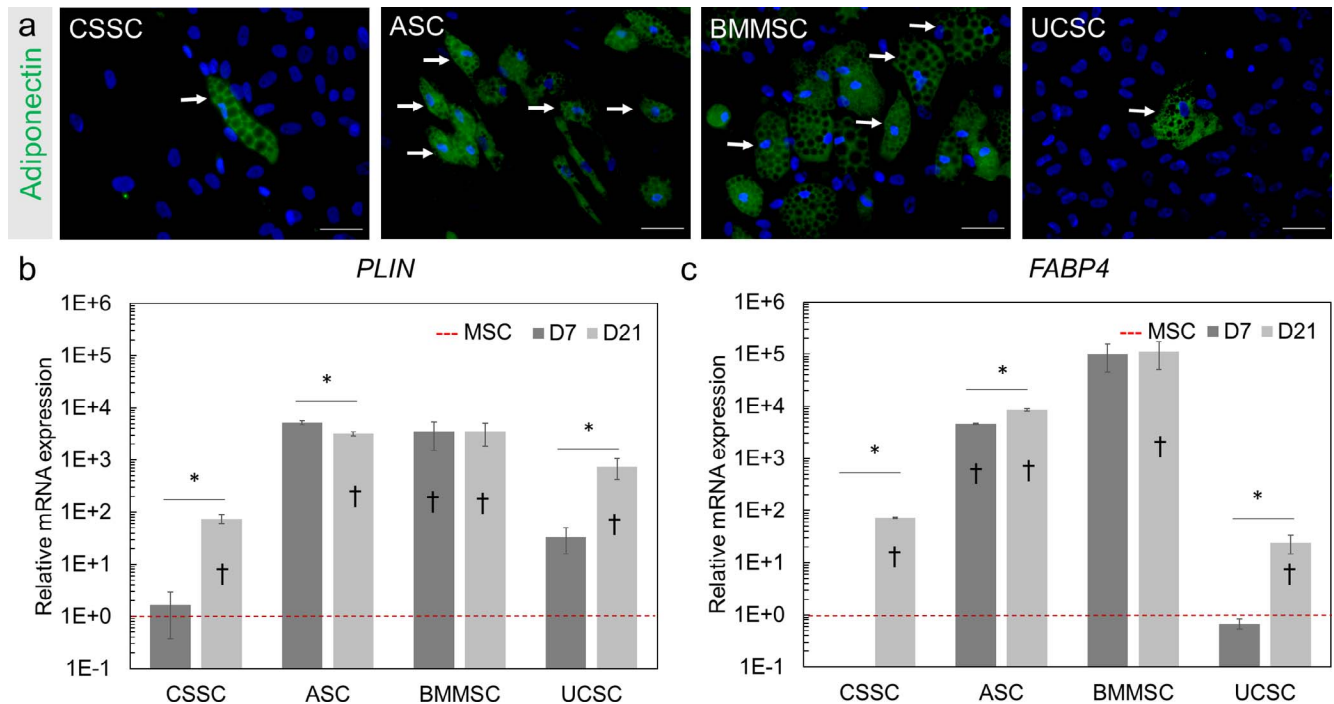 a
Adiponectin
CSSC
ASC
BMMSC
UCSC
b
PLIN
Relative mRNA expression
1E+6
1E+5
1E+4
1E+3
1E+2
1E+1
1E+0
1E-1
MSC D7 D21
*
*
*
†
†
†
†
†
CSSC ASC BMMSC UCSC
c
FABP4
Relative mRNA expression
1E+6
1E+5
1E+4
1E+3
1E+2
1E+1
1E+0
1E-1
MSC D7 D21
*
*
*
†
†
†
†
†
CSSC ASC BMMSC UCSC